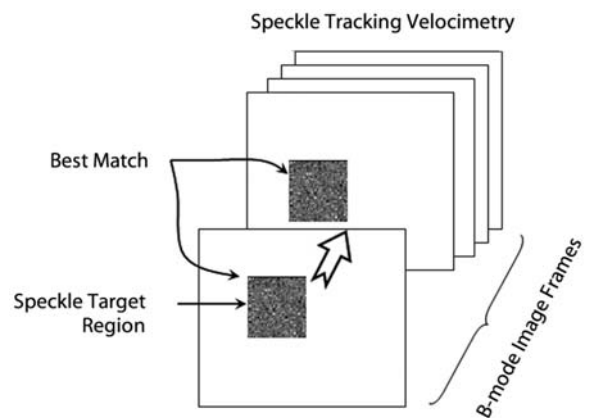 Speckle Tracking Velocimetry
Best Match
Speckle Target
Region
B-mode Image Frames